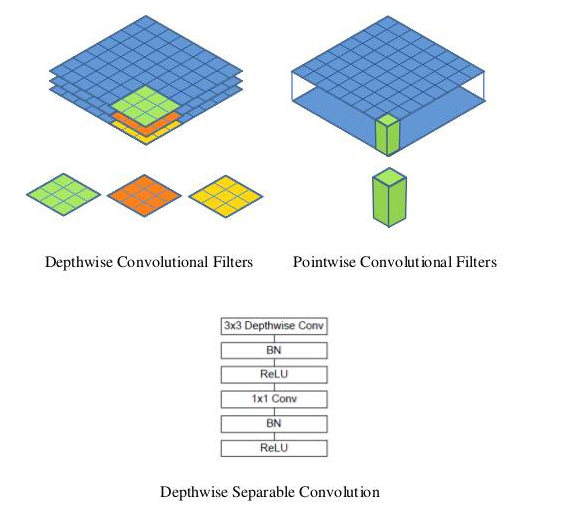 Depthwise Convolutional Filters
Pointwise Convolutional Filters
3x3 Depthwise Conv
BN
ReLU
1x1 Conv
BN
ReLU
Depthwise Separable Convolution